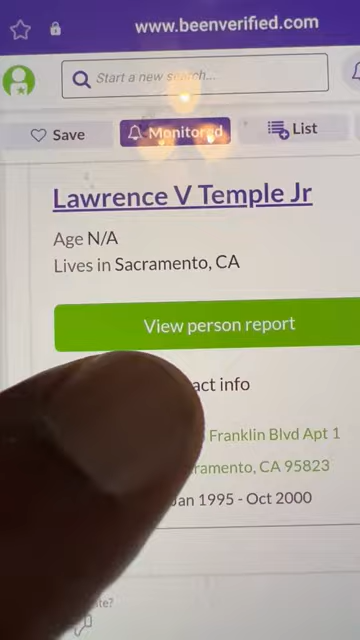 www.beenverified.com
Start a new search...
Save
Monitored
List
Lawrence V Temple Jr
Age N/A
Lives in Sacramento, CA
View person report
act info
Franklin Blvd Apt 1
ramento, CA 95823
Jan 1995 - Oct 2000